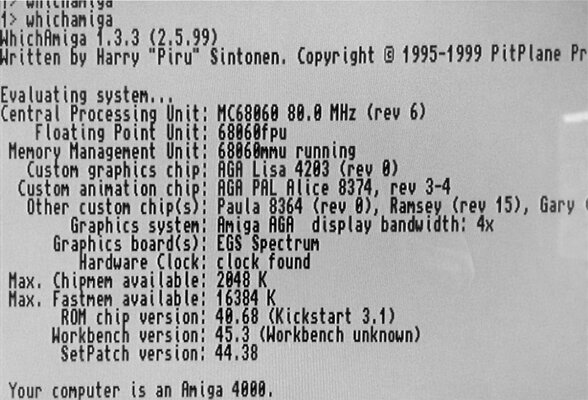 1> whichamiga
1> whichamiga
WhichAmiga 1.3.3 (2.5.99)
Written by Harry "Piru" Sintonen. Copyright © 1995-1999 PitPlane Pr
Evaluating system...
Central Processing Unit: MC68060 80.0 MHz (rev 6)
Floating Point Unit: 68060fpu
Memory Management Unit: 68060mmu running
Custom graphics chip: AGA Lisa 4203 (rev 0)
Custom animation chip: AGA PAL Alice 8374, rev 3-4
Other custom chip(s): Paula 8364 (rev 0), Ramsey (rev 15), Gary (
Graphics system: Amiga AGA display bandwidth: 4x
Graphics board(s): EGS Spectrum
Hardware Clock: clock found
Max. Chipmem available: 2048 K
Max. Fastmem available: 16384 K
ROM chip version: 40.68 (Kickstart 3.1)
Workbench version: 45.3 (Workbench unknown)
SetPatch version: 44.38
Your computer is an Amiga 4000.